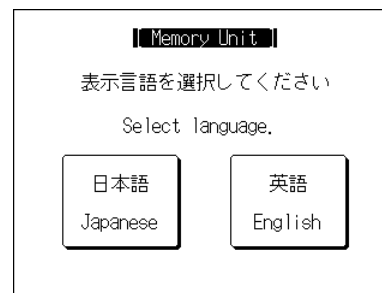 [ Memory Unit ]
表示言語を選択してください
Select language.
日本語
Japanese
英語
English